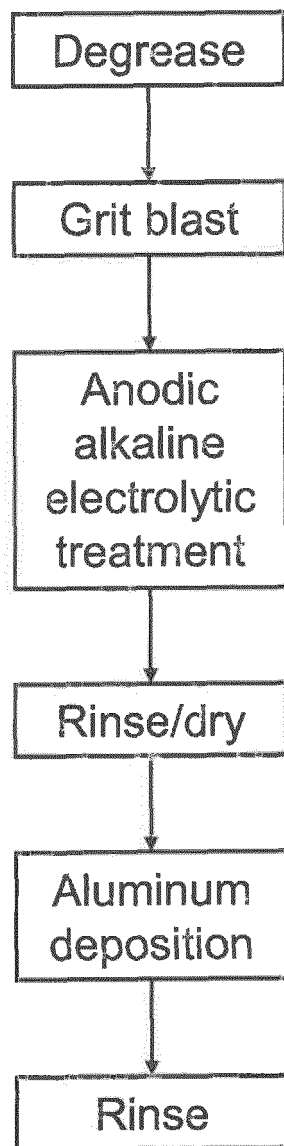 Degrease
Grit blast
Anodic
alkaline
electrolytic
treatment
Rinse/dry
Aluminum
deposition
Rinse